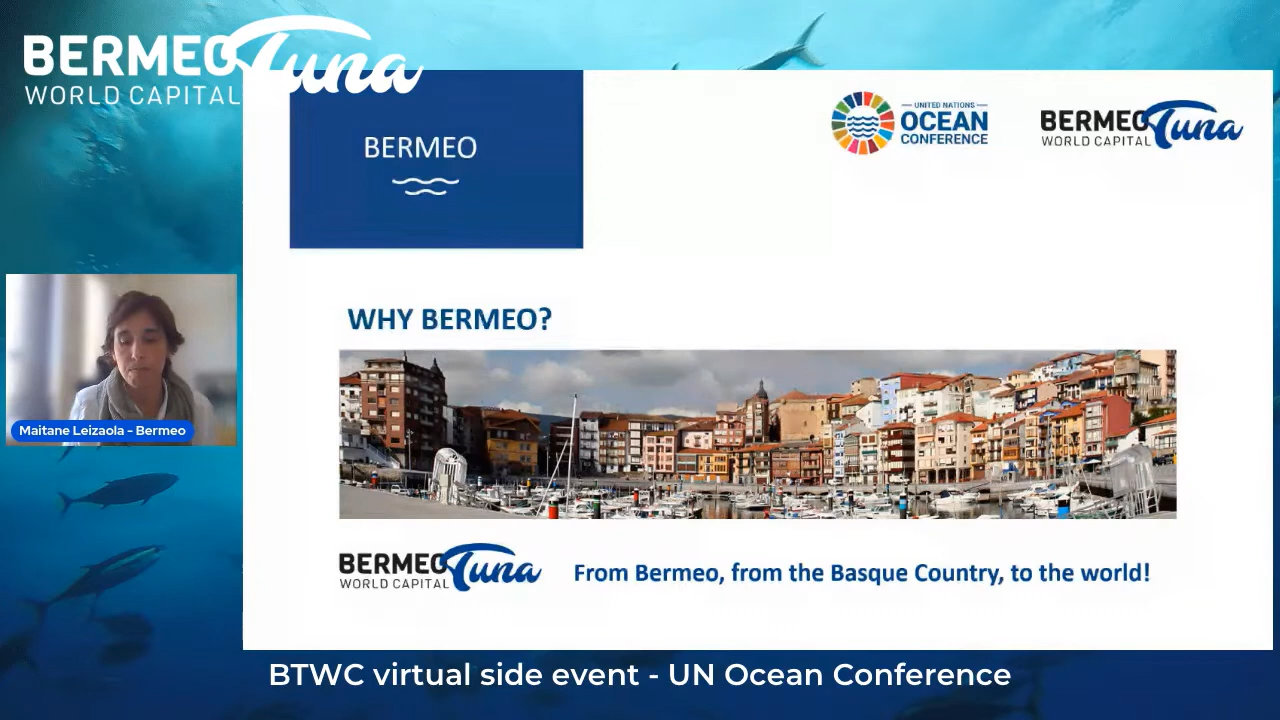 BERMEO Tuna
WORLD CAPITAL
BERMEO
UNITED NATIONS
OCEAN
CONFERENCE
BERMEO Tuna
WORLD CAPITAL
WHY BERMEO?
Maitane Leizaola - Bermeo
BERMEO Tuna
WORLD CAPITAL
From Bermeo, from the Basque Country, to the world!
BTWC virtual side event - UN Ocean Conference